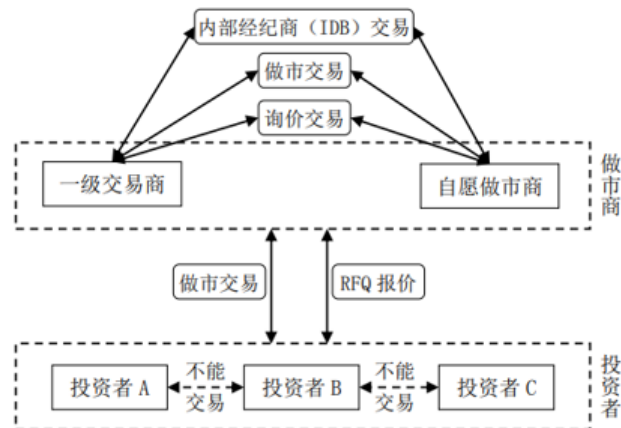 内部经纪商（IDB）交易
做市交易
询价交易
一级交易商
自愿做市商
做市商
做市交易
RFQ 报价
投资者 A
不能
交易
投资者 B
不能
交易
投资者 C
投资者